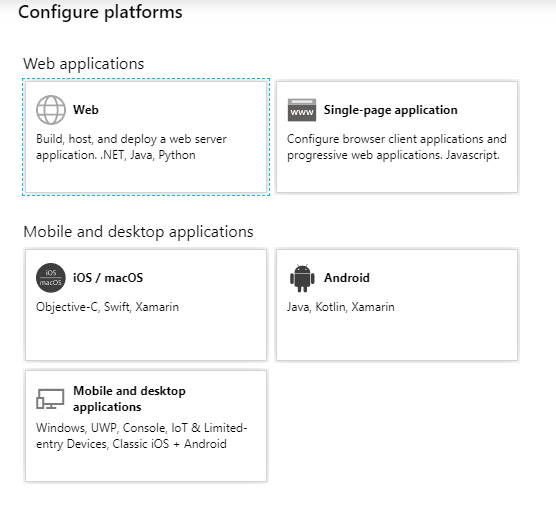 Configure platforms
Web applications
Web
Build, host, and deploy a web server
application. .NET, Java, Python
www
Single-page application
Configure browser client applications and
progressive web applications. Javascript.
Mobile and desktop applications
iOS
macOS
iOS / macOS
Objective-C, Swift, Xamarin
Android
Java, Kotlin, Xamarin
Mobile and desktop
applications
Windows, UWP, Console, IoT & Limited-
entry Devices, Classic iOS + Android